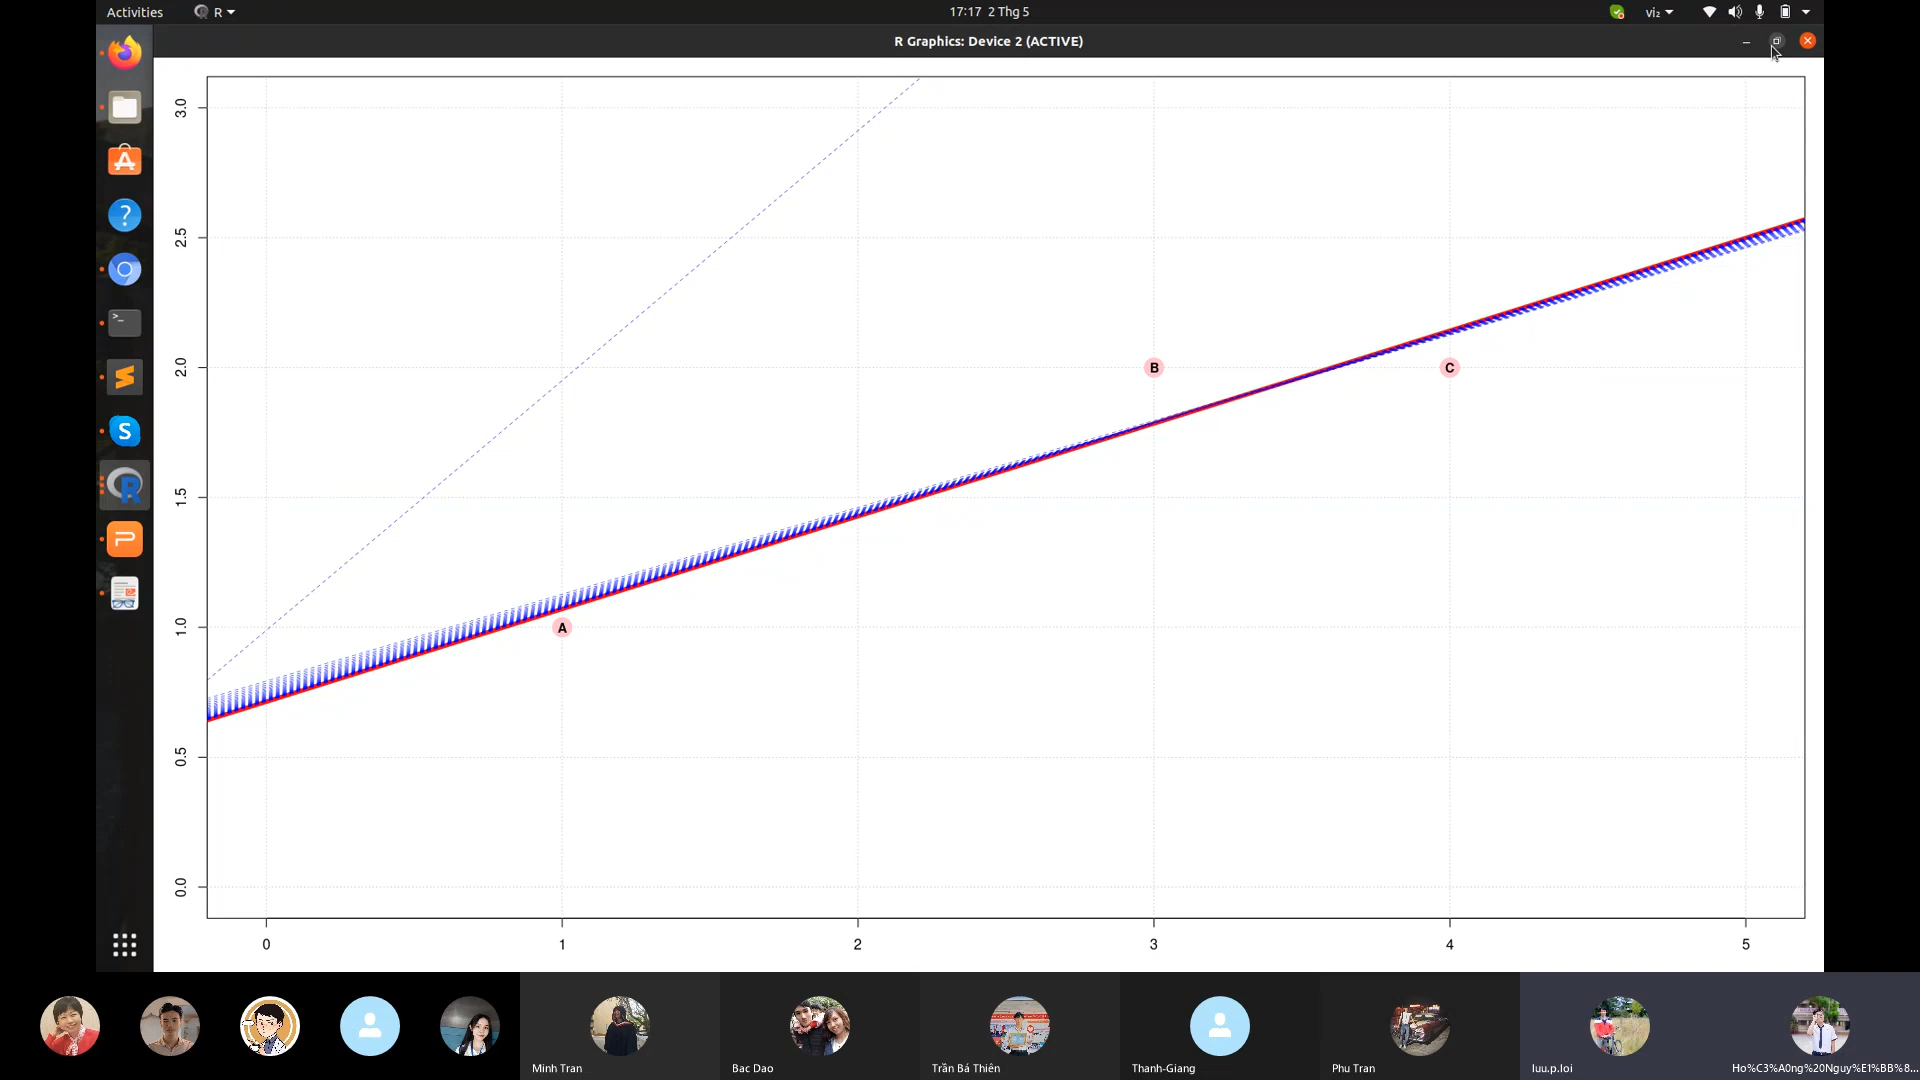 Activities R 17:17 2 Thg 5 vi₂
R Graphics: Device 2 (ACTIVE)
3.0
2.5
2.0
1.5
1.0
0.5
0.0
B
C
A
0 1 2 3 4 5
Minh Tran
Bac Dao
Trần Bá Thiên
Thanh-Giang
Phu Tran
luu.p.loi
Ho%C3%A0ng%20Nguy%E1%BB%8...